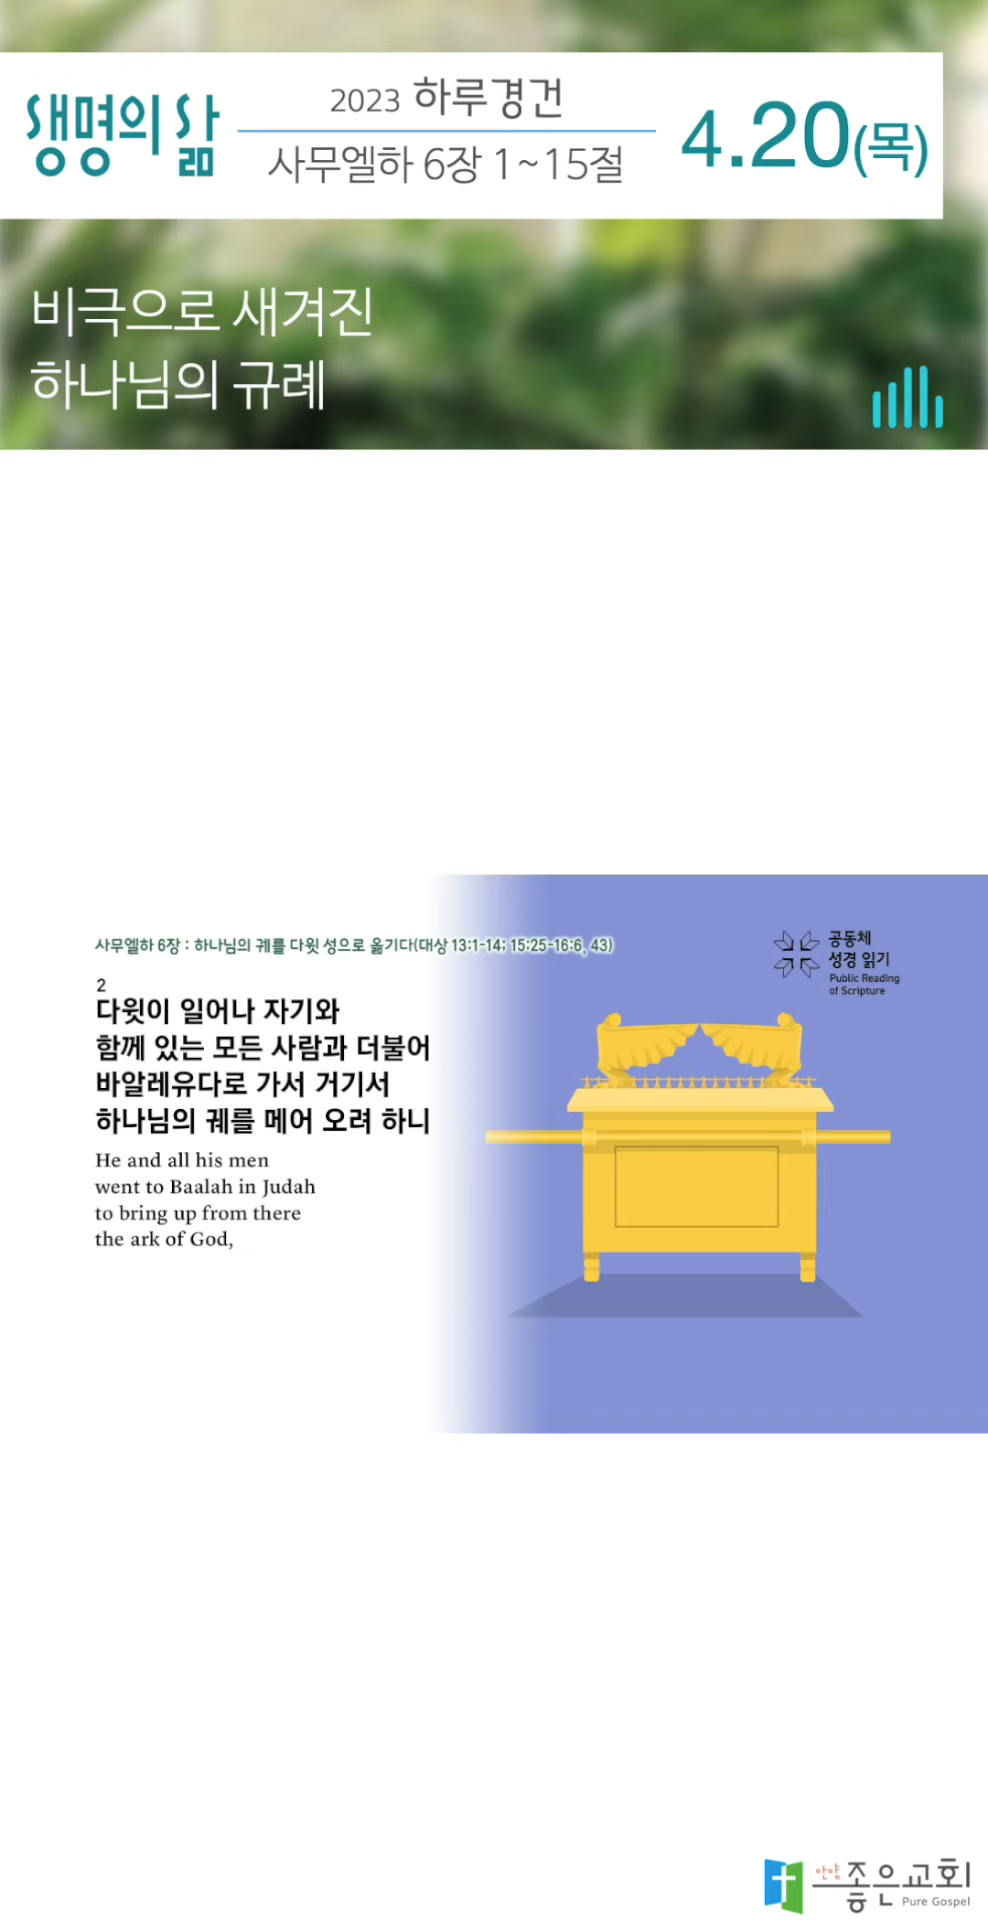 생명의 삶
2023 하루경건
사무엘하 6장 1~15절
4.20(목)
비극으로 새겨진
하나님의 규례
사무엘하 6장 : 하나님의 궤를 다윗 성으로 옮기다(대상 13:1-14; 15:25-16:6, 43)
공동체
성경 읽기
Public Reading
of Scripture
2
다윗이 일어나 자기와
함께 있는 모든 사람과 더불어
바알레유다로 가서 거기서
하나님의 궤를 메어 오려 하니
He and all his men
went to Baalah in Judah
to bring up from there
the ark of God,
안양 좋은교회
Pure Gospel